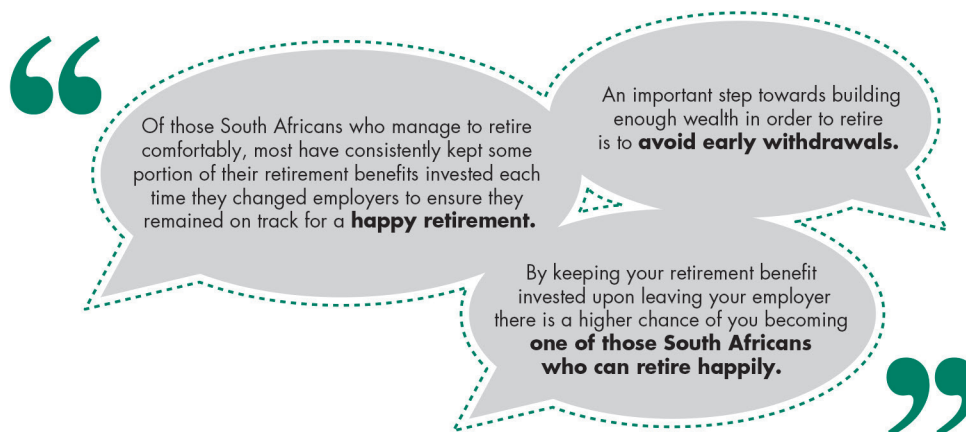 Of those South Africans who manage to retire
comfortably, most have consistently kept some
portion of their retirement benefits invested each
time they changed employers to ensure they
remained on track for a happy retirement.
An important step towards building
enough wealth in order to retire
is to avoid early withdrawals.
By keeping your retirement benefit
invested upon leaving your employer
there is a higher chance of you becoming
one of those South Africans
who can retire happily.